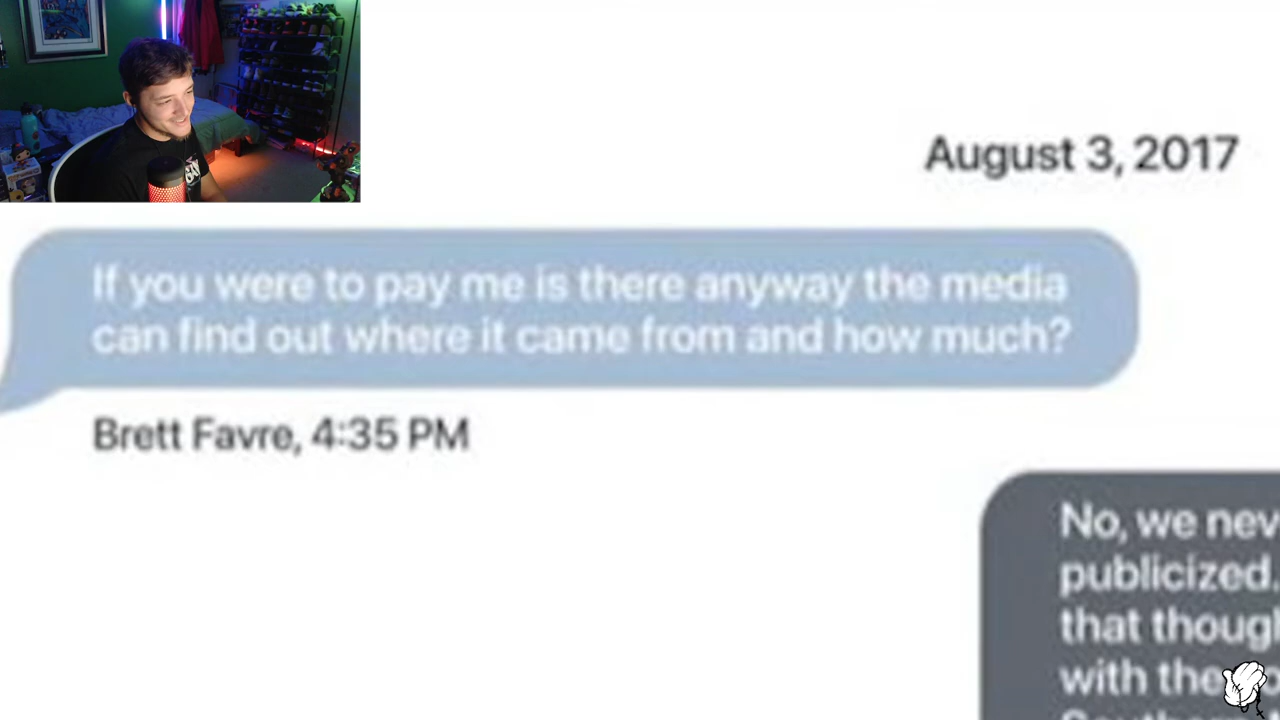 August 3, 2017
If you were to pay me is there anyway the media
can find out where it came from and how much?
Brett Favre, 4:35 PM
No, we nev
publicized.
that thoug
with the